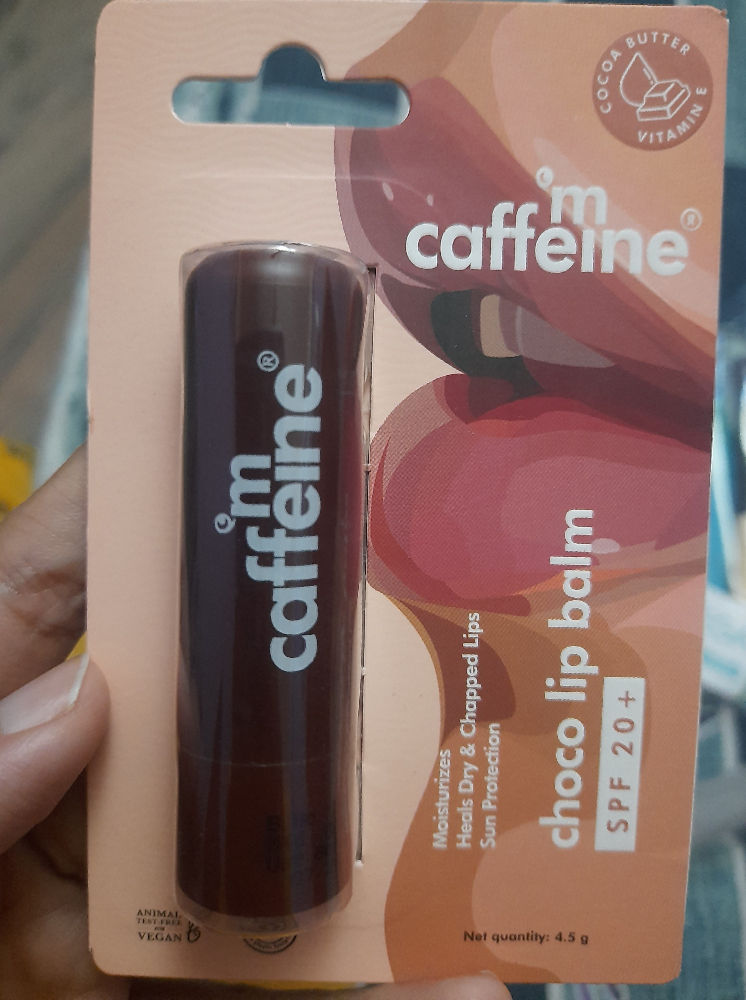 COCOA BUTTER
VITAMIN E
'm
caffeine®
'm
caffeine®
Moisturizes
Heals Dry & Chapped Lips
Sun Protection
choco lip balm
SPF 20+
ANIMAL
TEST-FREE
VEGAN
Net quantity: 4.5 g